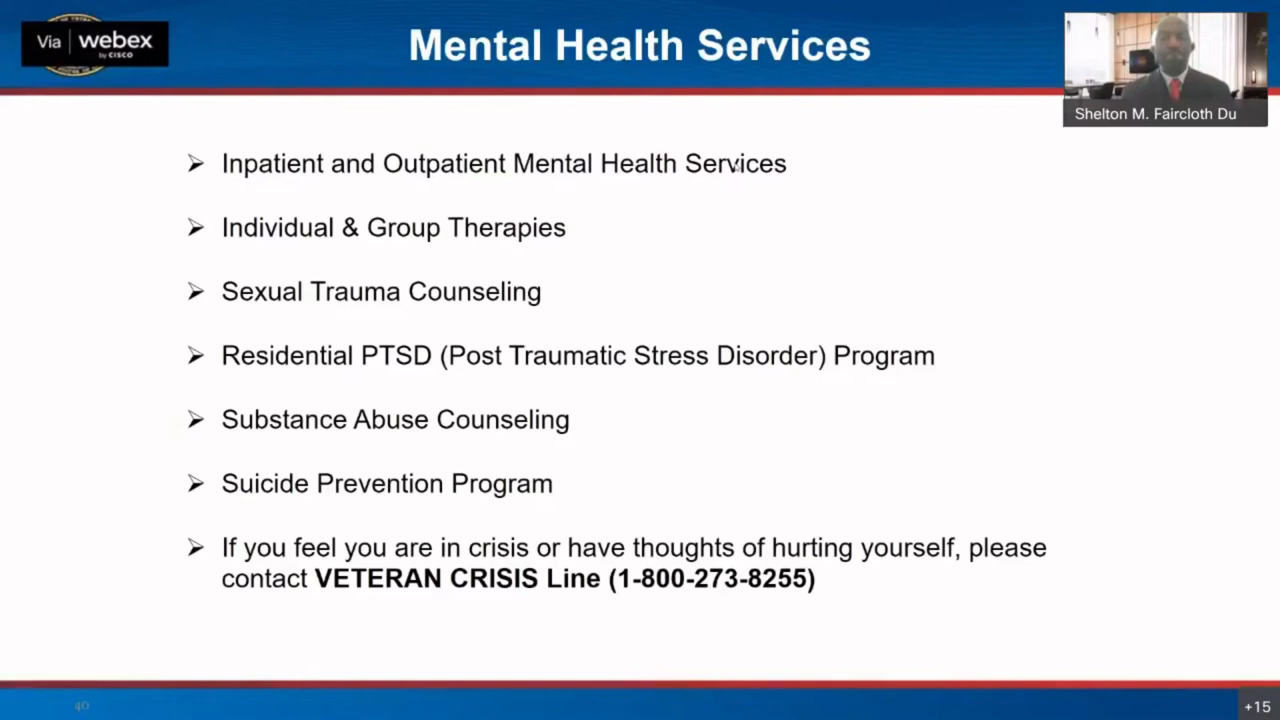 Via webex
by CISCO
Mental Health Services
Shelton M. Faircloth Du
➢ Inpatient and Outpatient Mental Health Services
➢ Individual & Group Therapies
➢ Sexual Trauma Counseling
➢ Residential PTSD (Post Traumatic Stress Disorder) Program
➢ Substance Abuse Counseling
➢ Suicide Prevention Program
➢ If you feel you are in crisis or have thoughts of hurting yourself, please
contact VETERAN CRISIS Line (1-800-273-8255)
40
+15